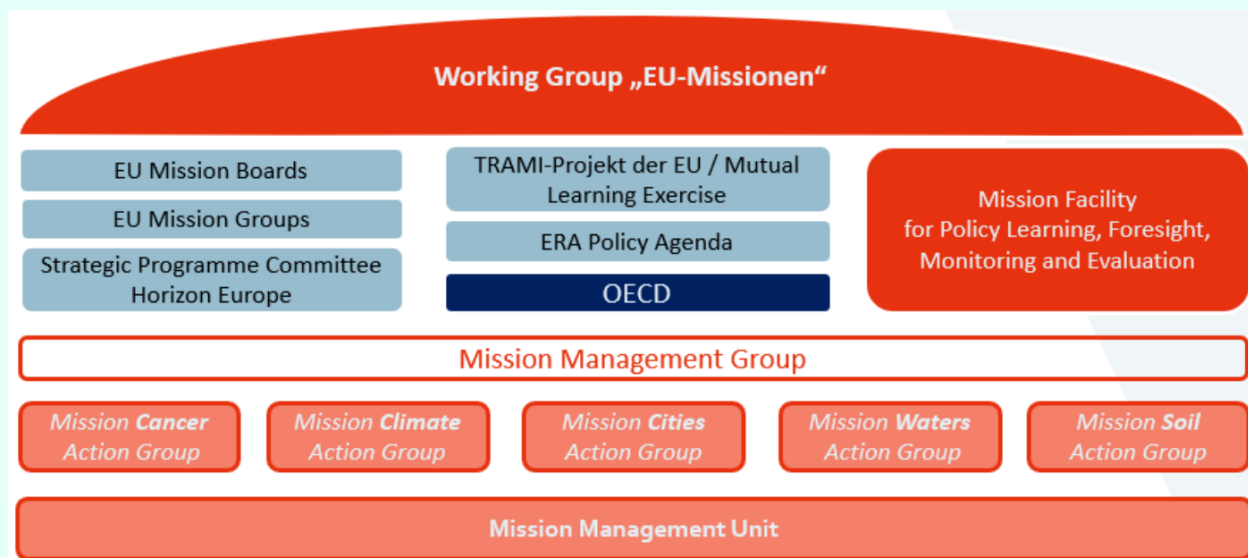 Working Group „EU-Missionen“
EU Mission Boards
EU Mission Groups
Strategic Programme Committee
Horizon Europe
TRAMI-Projekt der EU / Mutual
Learning Exercise
ERA Policy Agenda
OECD
Mission Facility
for Policy Learning, Foresight,
Monitoring and Evaluation
Mission Management Group
Mission Cancer
Action Group
Mission Climate
Action Group
Mission Cities
Action Group
Mission Waters
Action Group
Mission Soil
Action Group
Mission Management Unit